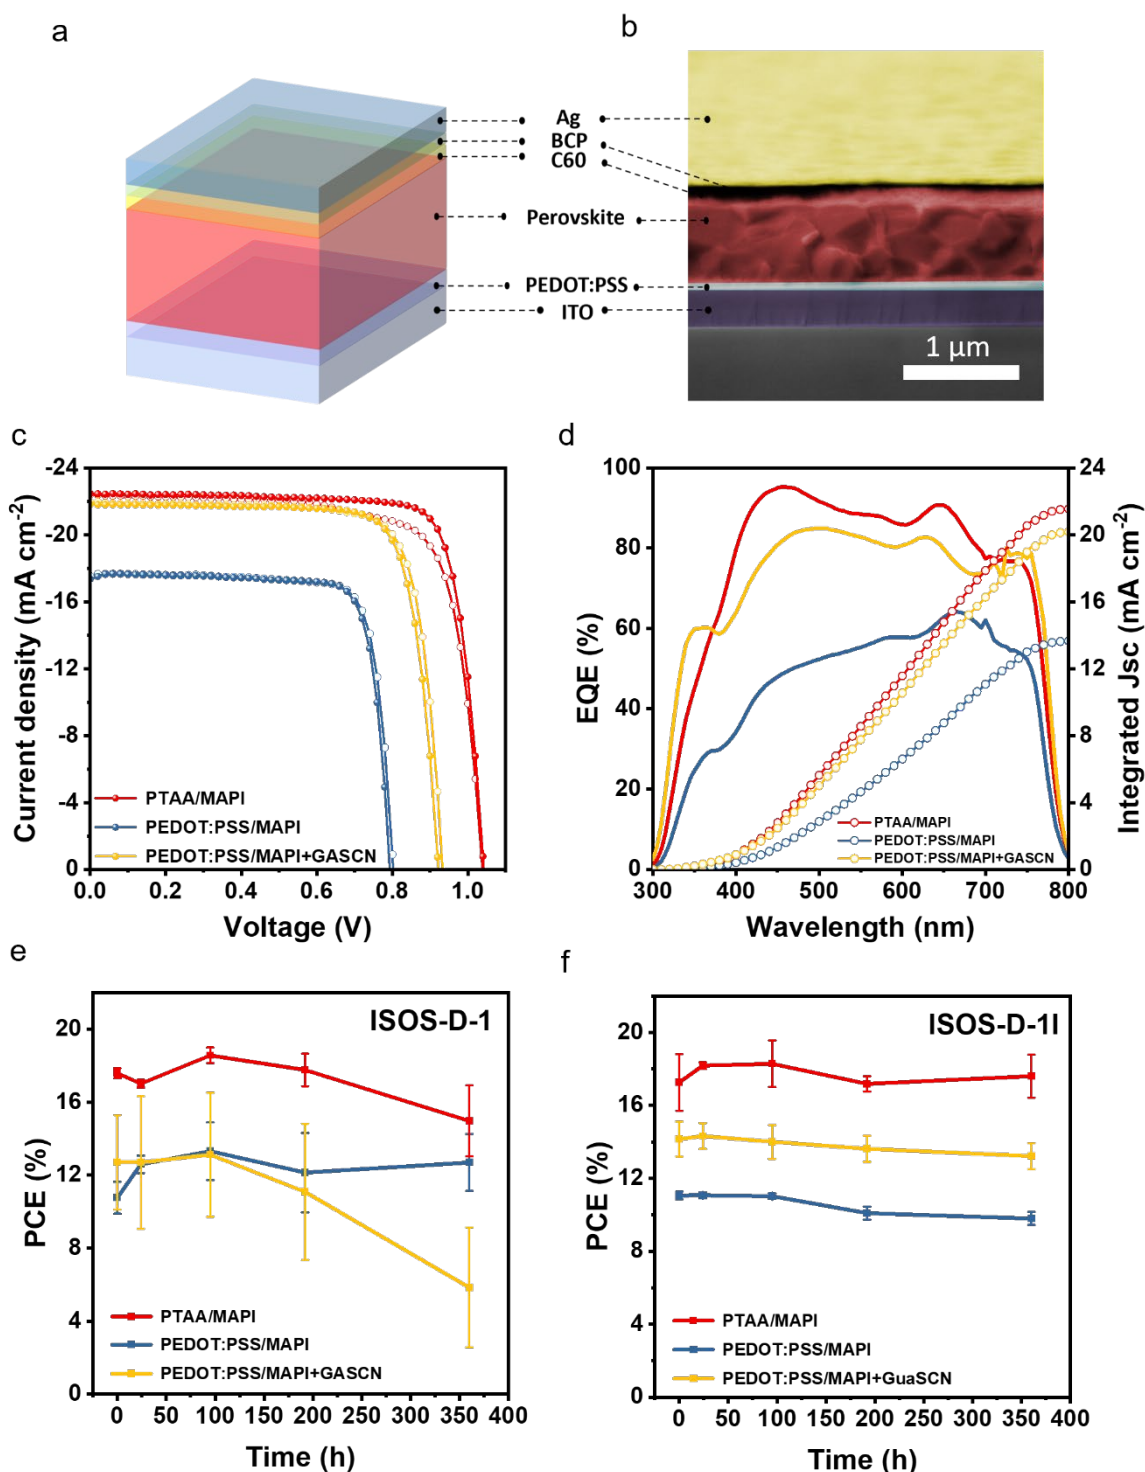 a
b
Ag
BCP
C60
Perovskite
PEDOT:PSS
ITO
1 μm
c
d
-24
-20
-16
-12
-8
-4
0
0.0 0.2 0.4 0.6 0.8 1.0
Current density (mA cm-2)
Voltage (V)
PTAA/MAPI
PEDOT:PSS/MAPI
PEDOT:PSS/MAPI+GASCN
100
80
60
40
20
0
300 400 500 600 700 800
24
20
16
12
8
4
0
EQE (%)
Integrated Jsc (mA cm-2)
Wavelength (nm)
PTAA/MAPI
PEDOT:PSS/MAPI
PEDOT:PSS/MAPI+GASCN
e
f
ISOS-D-1
20
16
12
8
4
0
0 50 100 150 200 250 300 350 400
PCE (%)
Time (h)
PTAA/MAPI
PEDOT:PSS/MAPI
PEDOT:PSS/MAPI+GASCN
ISOS-D-1I
20
16
12
8
4
0
0 50 100 150 200 250 300 350 400
PCE (%)
Time (h)
PTAA/MAPI
PEDOT:PSS/MAPI
PEDOT:PSS/MAPI+GuaSCN